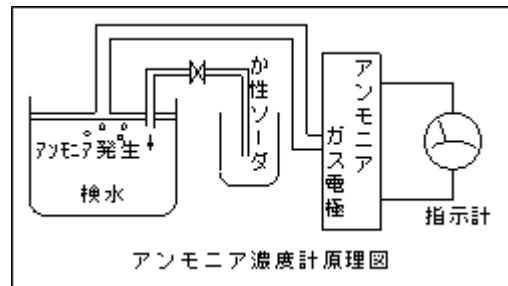 か性ソーダ
アンモニア
ガス電極
アンモニア発生
検水
指示計
アンモニア濃度計原理図